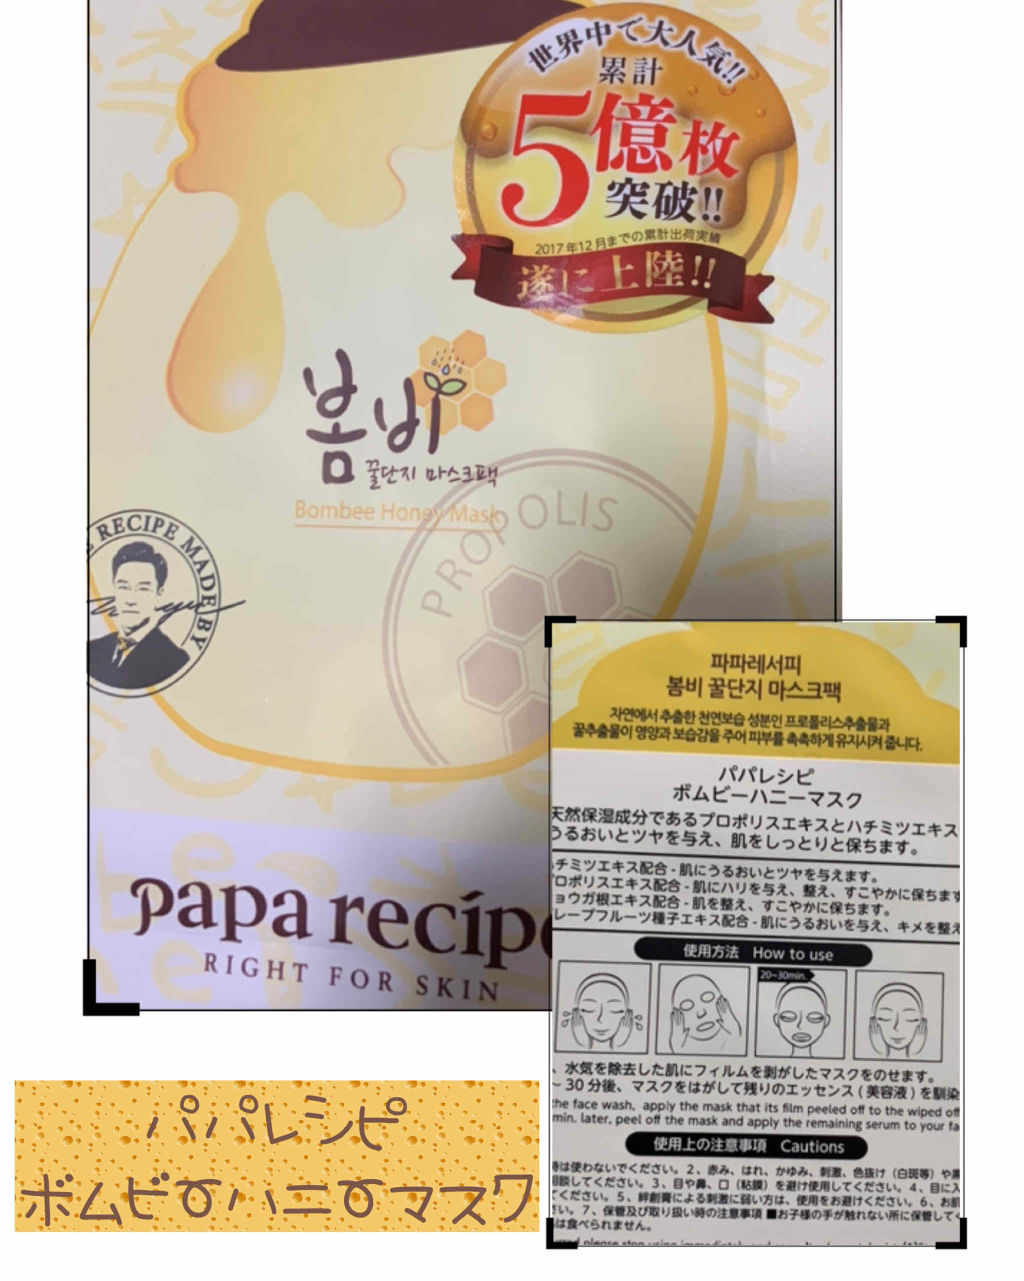 世界中で大人気!!
累計
5億枚
突破!!
2017年12月までの累計出荷実績
遂に上陸!!
봄비
꿀단지 마스크팩
Bombee Honey Mask
PROPOLIS
RECIPE MADE BY
papa recipe
RIGHT FOR SKIN
파파레서피
봄비 꿀단지 마스크팩
자연에서 추출한 천연보습 성분인 프로폴리스추출물과
꿀추출물이 영양과 보습감을 주어 피부를 촉촉하게 유지시켜 줍니다.
パパレシピ
ボムビーハニーマスク
天然保湿成分であるプロポリスエキスとハチミツエキス
うるおいとツヤを与え、肌をしっとりと保ちます。
チミツエキス配合 - 肌にうるおいとツヤを与えます。
ロポリスエキス配合 - 肌にハリを与え、整え、すこやかに保ちます
ョウガ根エキス配合 - 肌を整え、すこやかに保ちます。
レープフルーツ種子エキス配合 - 肌にうるおいを与え、キメを整え
使用方法 How to use
20~30min.
、水気を除去した肌にフィルムを剥がしたマスクをのせます。
~30分後、マスクをはがして残りのエッセンス(美容液)を馴染
the face wash, apply the mask that its film peeled off to the wiped off
min. later, peel off the mask and apply the remaining serum to your fa
使用上の注意事項 Cautions
時は使わないでください。2、赤み、はれ、かゆみ、刺激、色抜け(白斑等)や黒
相談してください。3、目や鼻、口(粘膜)を避け使用してください。4、目に入
てください。5、絆創膏による刺激に弱い方は、使用をお避けください。6、お肌
さい。7、保管及び取り扱い時の注意事項 ■お子様の手が触れない所に保管して
は食べられません。
パパレシピ
ボムビーハニーマスク